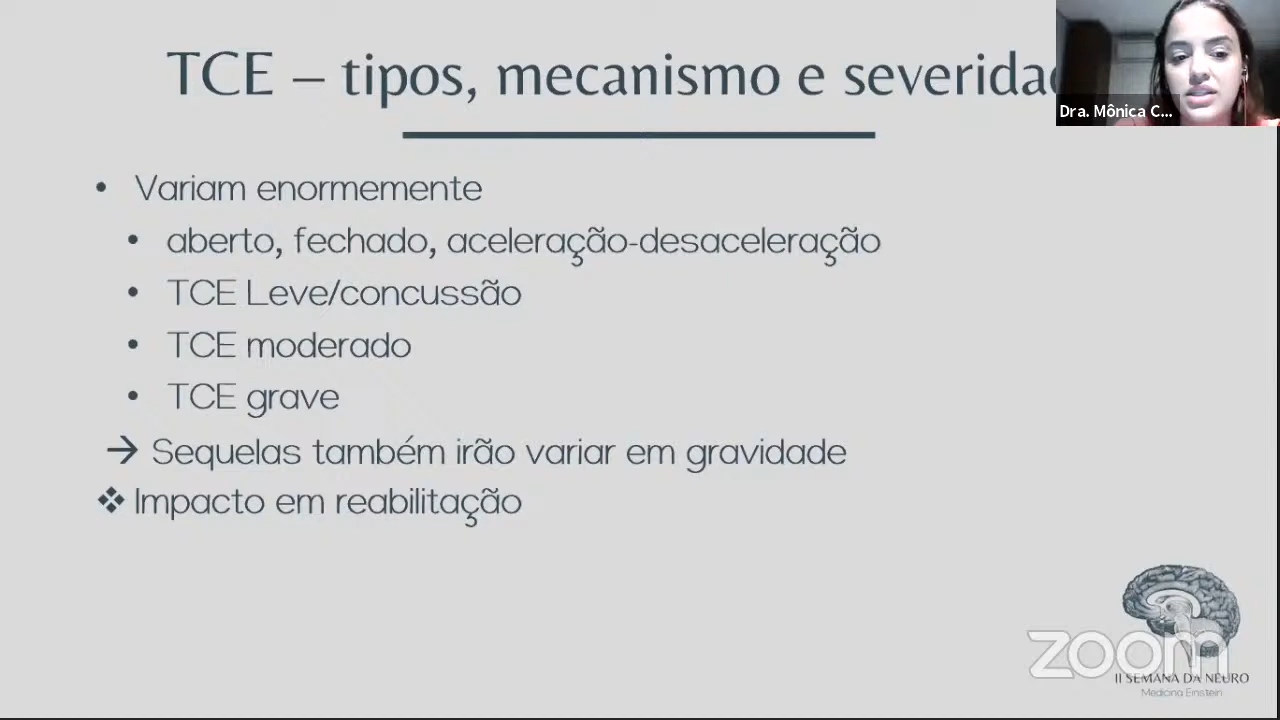 TCE – tipos, mecanismo e severidad
Dra. Mônica C...
• Variam enormemente
• aberto, fechado, aceleração-desaceleração
• TCE Leve/concussão
• TCE moderado
• TCE grave
→ Sequelas também irão variar em gravidade
❖ Impacto em reabilitação
zoom
II SEMANA DA NEURO
Medicina Einstein